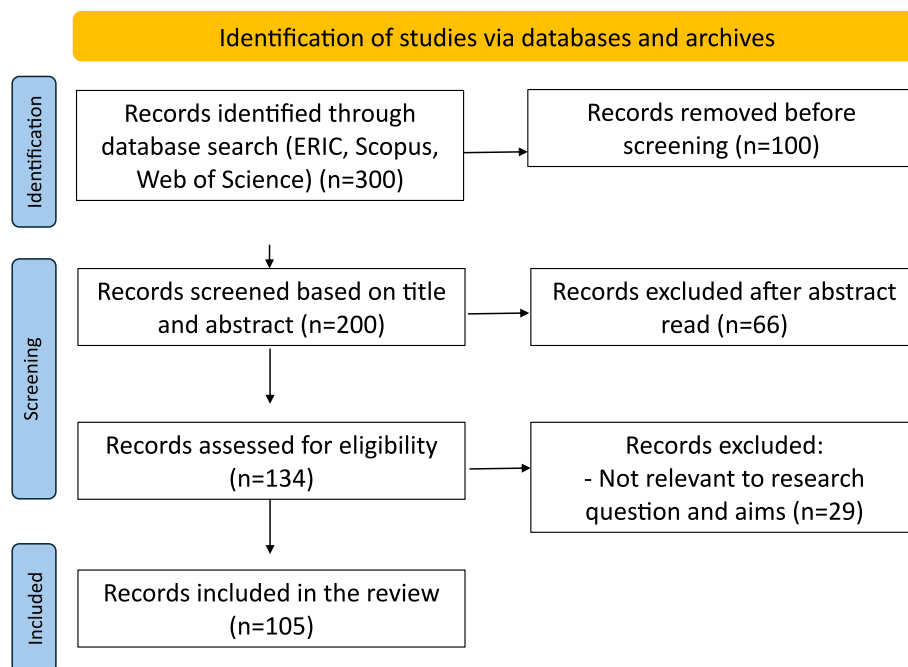 Identification of studies via databases and archives
Identification
Records identified through
database search (ERIC, Scopus,
Web of Science) (n=300)
Records removed before
screening (n=100)
Screening
Records screened based on title
and abstract (n=200)
Records excluded after abstract
read (n=66)
Records assessed for eligibility
(n=134)
Records excluded:
- Not relevant to research
question and aims (n=29)
Included
Records included in the review
(n=105)